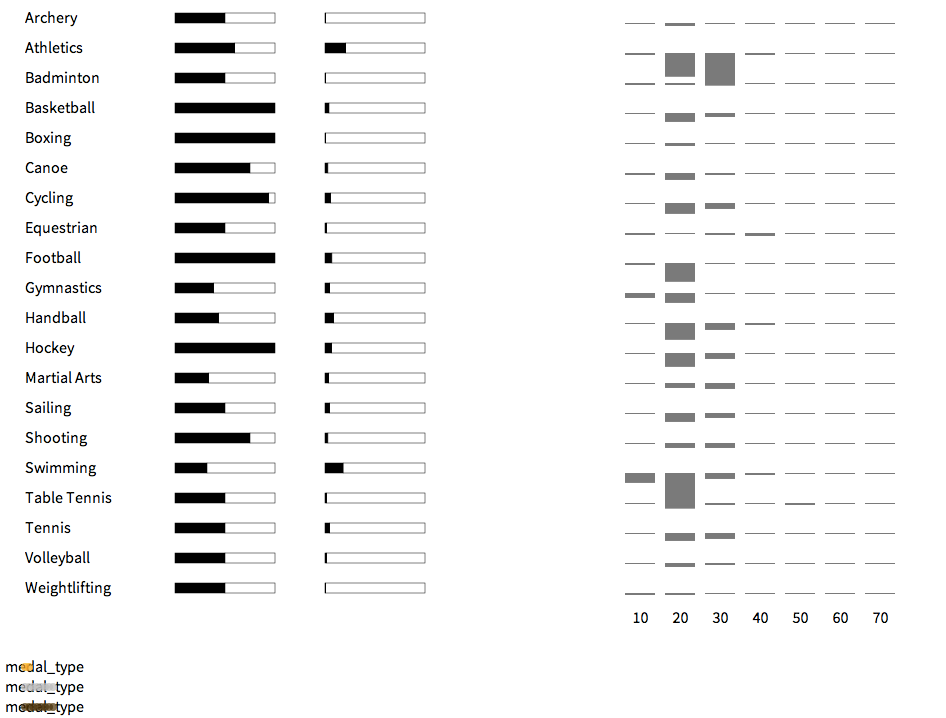 Archery
Athletics
Badminton
Basketball
Boxing
Canoe
Cycling
Equestrian
Football
Gymnastics
Handball
Hockey
Martial Arts
Sailing
Shooting
Swimming
Table Tennis
Tennis
Volleyball
Weightlifting
10 20 30 40 50 60 70
medal_type
medal_type
medal_type